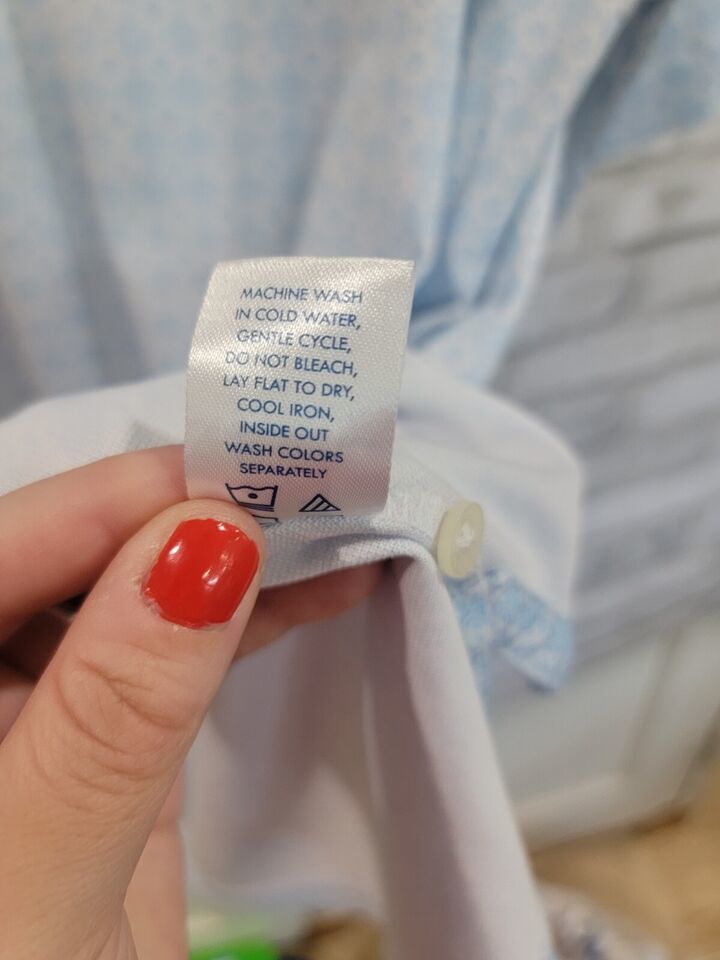 MACHINE WASH
IN COLD WATER,
GENTLE CYCLE,
DO NOT BLEACH,
LAY FLAT TO DRY,
COOL IRON,
INSIDE OUT
WASH COLORS
SEPARATELY